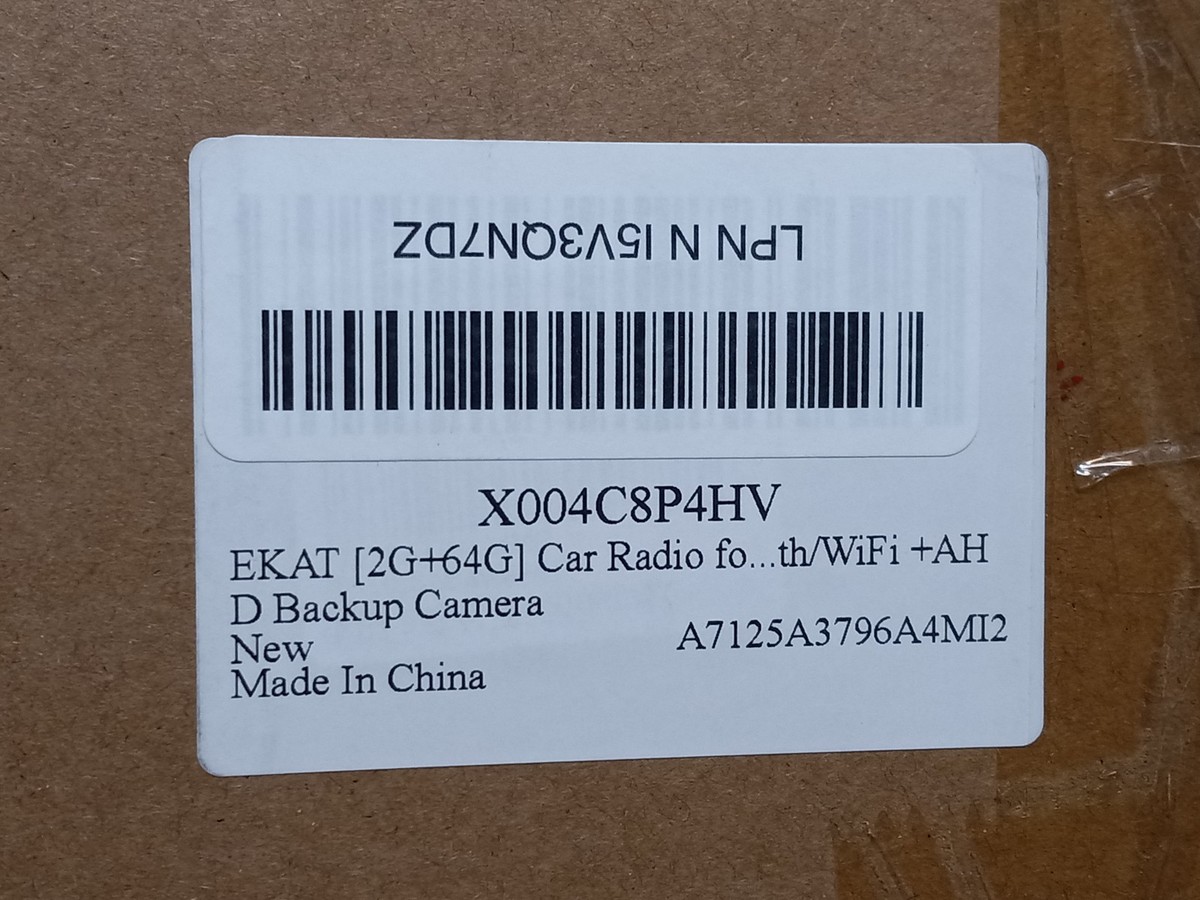 LPN N I5V3QN7DZ
X004C8P4HV
EKAT [2G+64G] Car Radio fo...th/WiFi +AH
D Backup Camera
New
A7125A3796A4MI2
Made In China